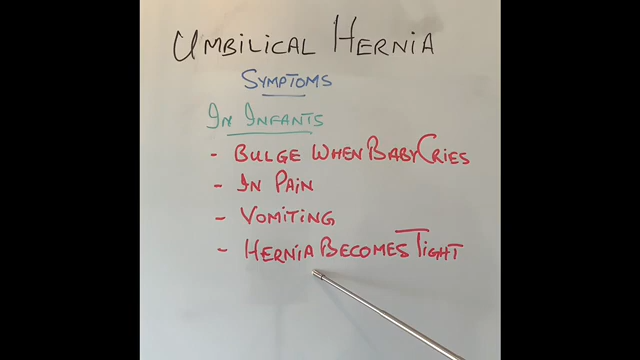 Umbilical Hernia
Symptoms
In Infants
- Bulge When Baby Cries
- In Pain
- Vomiting
- Hernia Becomes Tight